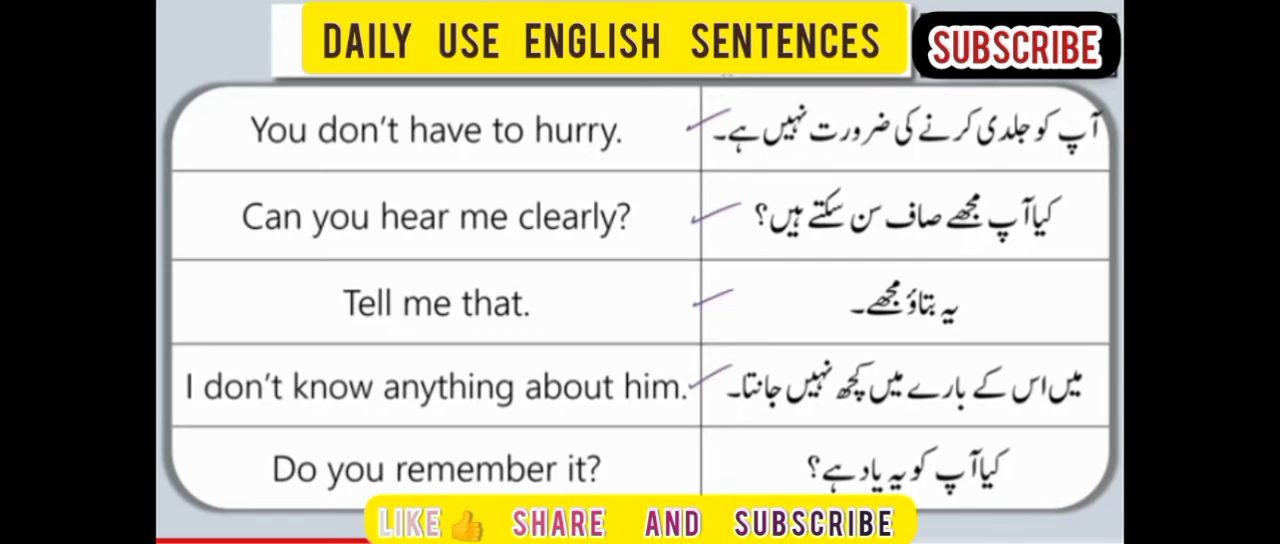 DAILY USE ENGLISH SENTENCES
SUBSCRIBE
You don't have to hurry.
آپ کو جلدی کرنے کی ضرورت نہیں ہے۔
Can you hear me clearly?
کیا آپ مجھے صاف سن سکتے ہیں؟
Tell me that.
یہ بتاؤ مجھے۔
I don't know anything about him.
میں اس کے بارے میں کچھ نہیں جانتا۔
Do you remember it?
کیا آپ کو یہ یاد ہے؟
LIKE 👍 SHARE AND SUBSCRIBE